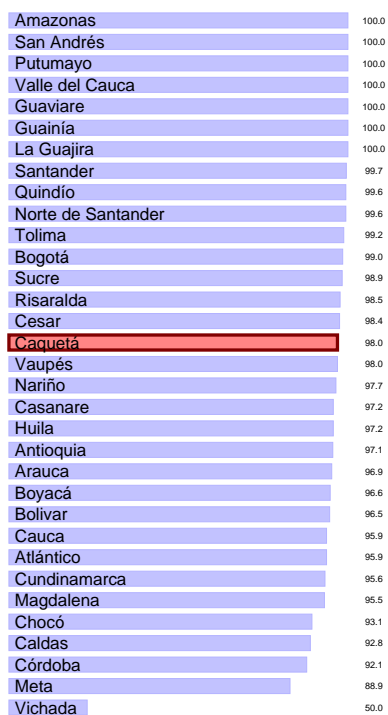 Amazonas 100.0
San Andrés 100.0
Putumayo 100.0
Valle del Cauca 100.0
Guaviare 100.0
Guainía 100.0
La Guajira 100.0
Santander 99.7
Quindío 99.6
Norte de Santander 99.6
Tolima 99.2
Bogotá 99.0
Sucre 98.9
Risaralda 98.5
Cesar 98.4
Caquetá 98.0
Vaupés 98.0
Nariño 97.7
Casanare 97.2
Huila 97.2
Antioquia 97.1
Arauca 96.9
Boyacá 96.6
Bolivar 96.5
Cauca 95.9
Atlántico 95.9
Cundinamarca 95.6
Magdalena 95.5
Chocó 93.1
Caldas 92.8
Córdoba 92.1
Meta 88.9
Vichada 50.0